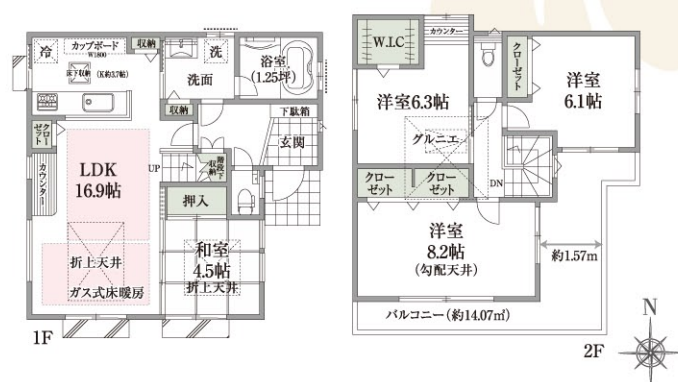 冷
カップボード
W1800
収納
床下収納
(K約3.7帖)
洗面
洗
浴室
(1.25坪)
クローゼット
カウンター
LDK
16.9帖
収納
UP
階段下収納
下駄箱
玄関
押入
折上天井
ガス式床暖房
和室
4.5帖
折上天井
1F
W.I.C
カウンター
クローゼット
洋室
6.1帖
洋室6.3帖
グルニエ
クローゼット
クローゼット
DN
洋室
8.2帖
(勾配天井)
約1.57m
バルコニー(約14.07㎡)
2F
N